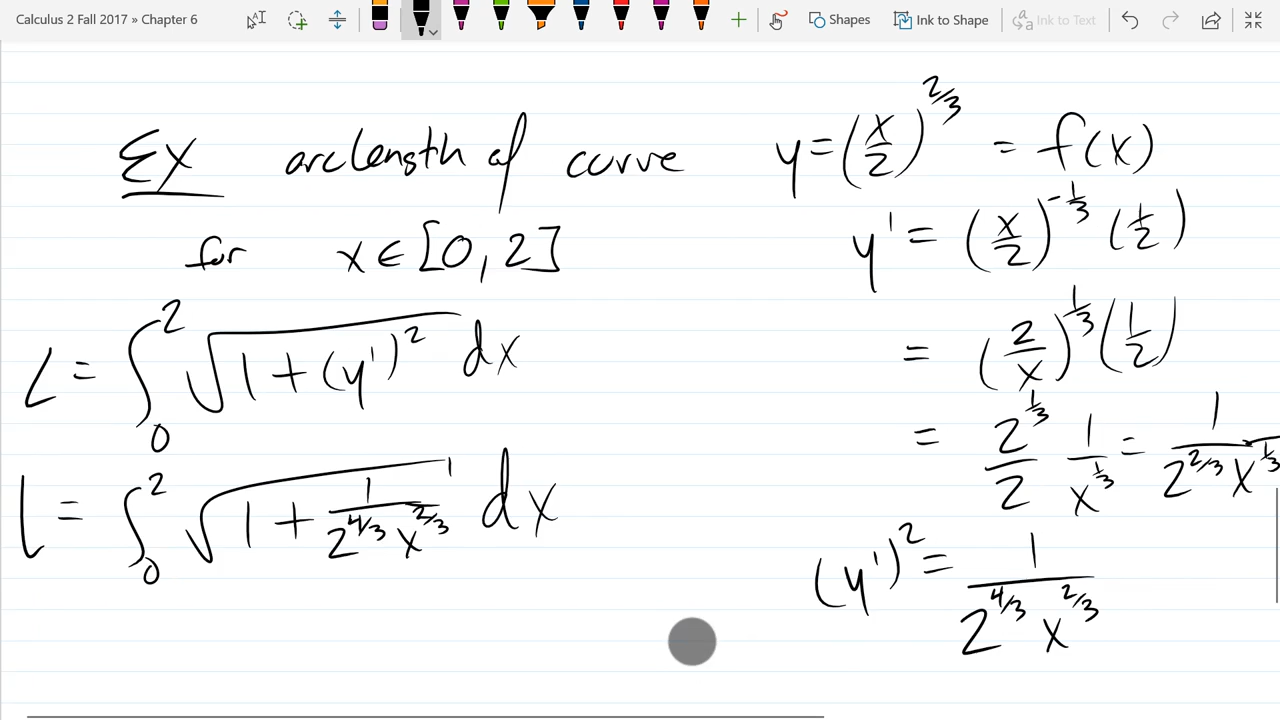 Calculus 2 Fall 2017 » Chapter 6
Shapes
Ink to Shape
Ink to Text
Ex arclength of curve y = (x/2)^{2/3} = f(x)
for x ∈ [0, 2]
y' = (x/2)^{-1/3} (1/2)
L = ∫_0^2 √(1 + (y')^2) dx
= (2/x)^{1/3} (1/2)
= 2^{1/3}/2 1/x^{1/3} = 1/(2^{2/3} x^{1/3})
L = ∫_0^2 √(1 + 1/(2^{4/3} x^{2/3})) dx
(y')^2 = 1/(2^{4/3} x^{2/3})